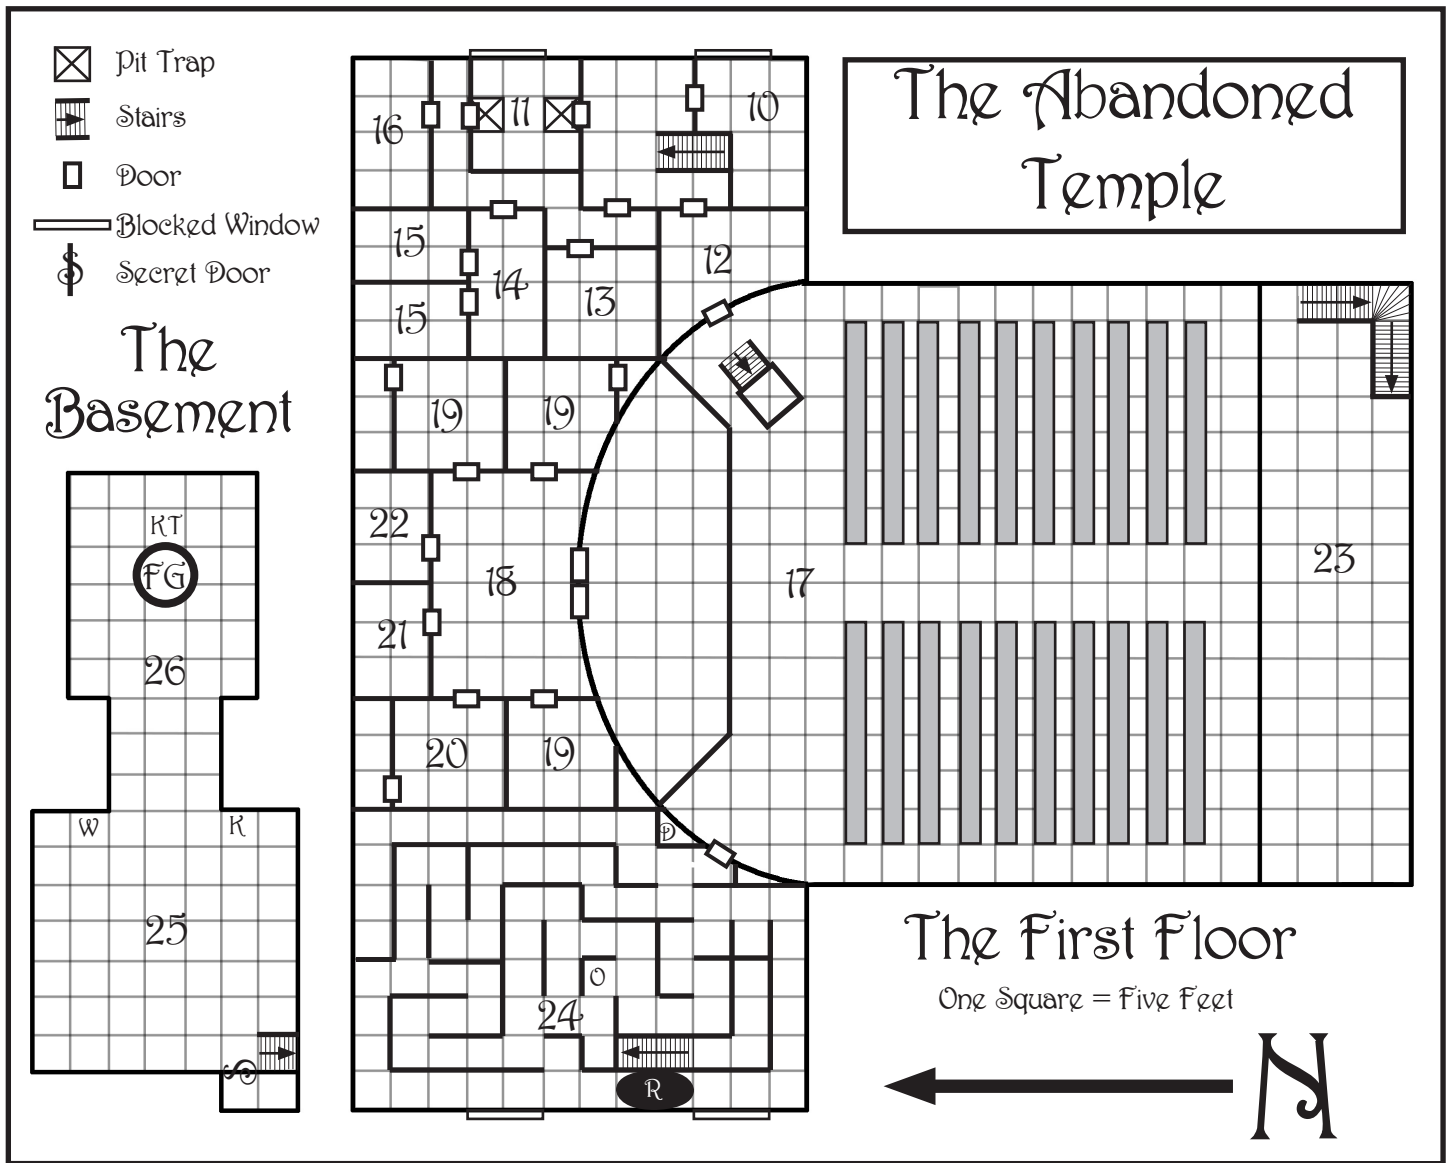 Pit Trap
Stairs
Door
Blocked Window
Secret Door
The Abandoned
Temple
The
Basement
KT
FG
26
W
K
25
16
11
10
15
14
12
15
13
19
19
22
18
17
23
21
20
19
D
O
24
R
The First Floor
One Square = Five Feet
N